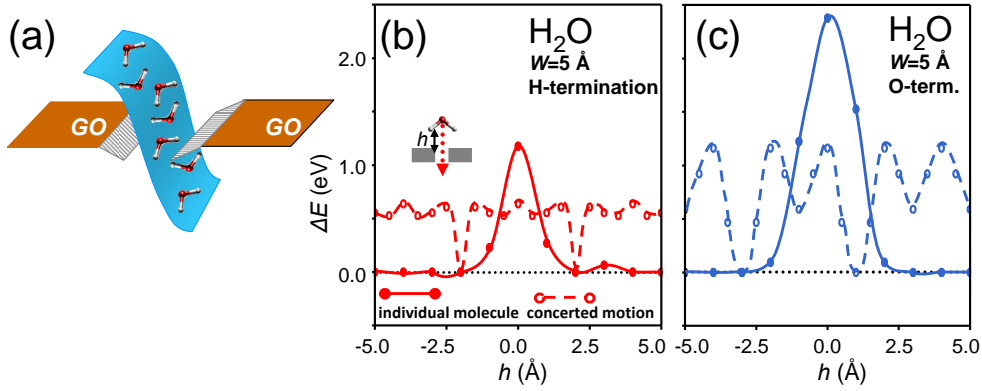 (a)
GO
GO
(b)
H₂O
W=5 Å
H-termination
h
individual molecule
concerted motion
ΔE (eV)
2.0
1.0
0.0
-5.0
-2.5
0.0
2.5
5.0
h (Å)
(c)
H₂O
W=5 Å
O-term.
-5.0
-2.5
0.0
2.5
5.0
h (Å)